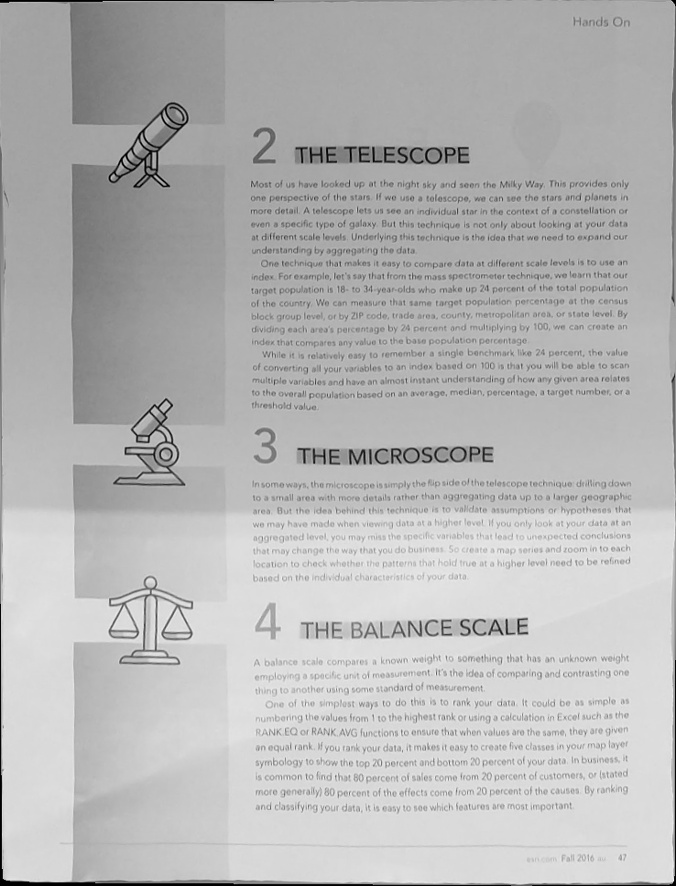 Hands On
2 THE TELESCOPE
Most of us have looked up at the night sky and seen the Milky Way. This provides only
one perspective of the stars. If we use a telescope, we can see the stars and planets in
more detail. A telescope lets us see an individual star in the context of a constellation or
even a specific type of galaxy. But this technique is not only about looking at your data
at different scale levels. Underlying this technique is the idea that we need to expand our
understanding by aggregating the data.
One technique that makes it easy to compare data at different scale levels is to use an
index. For example, let's say that from the mass spectrometer technique, we learn that our
target population is 18- to 34-year-olds who make up 24 percent of the total population
of the country. We can measure that same target population percentage at the census
block group level, or by ZIP code, trade area, county, metropolitan area, or state level. By
dividing each area's percentage by 24 percent and multiplying by 100, we can create an
index that compares any value to the base population percentage.
While it is relatively easy to remember a single benchmark like 24 percent, the value
of converting all your variables to an index based on 100 is that you will be able to scan
multiple variables and have an almost instant understanding of how any given area relates
to the overall population based on an average, median, percentage, a target number, or a
threshold value.
3 THE MICROSCOPE
In some ways, the microscope is simply the flip side of the telescope technique: drilling down
to a small area with more details rather than aggregating data up to a larger geographic
area. But the idea behind this technique is to validate assumptions or hypotheses that
we may have made when viewing data at a higher level. If you only look at your data at an
aggregated level, you may miss the specific variables that lead to unexpected conclusions
that may change the way that you do business. So create a map series and zoom in to each
location to check whether the patterns that hold true at a higher level need to be refined
based on the individual characteristics of your data.
4 THE BALANCE SCALE
A balance scale compares a known weight to something that has an unknown weight
employing a specific unit of measurement. It's the idea of comparing and contrasting one
thing to another using some standard of measurement.
One of the simplest ways to do this is to rank your data. It could be as simple as
numbering the values from 1 to the highest rank or using a calculation in Excel such as the
RANK.EQ or RANK.AVG functions to ensure that when values are the same, they are given
an equal rank. If you rank your data, it makes it easy to create five classes in your map layer
symbology to show the top 20 percent and bottom 20 percent of your data. In business, it
is common to find that 80 percent of sales come from 20 percent of customers, or (stated
more generally) 80 percent of the effects come from 20 percent of the causes. By ranking
and classifying your data, it is easy to see which features are most important.
esri.com Fall 2016 au 47